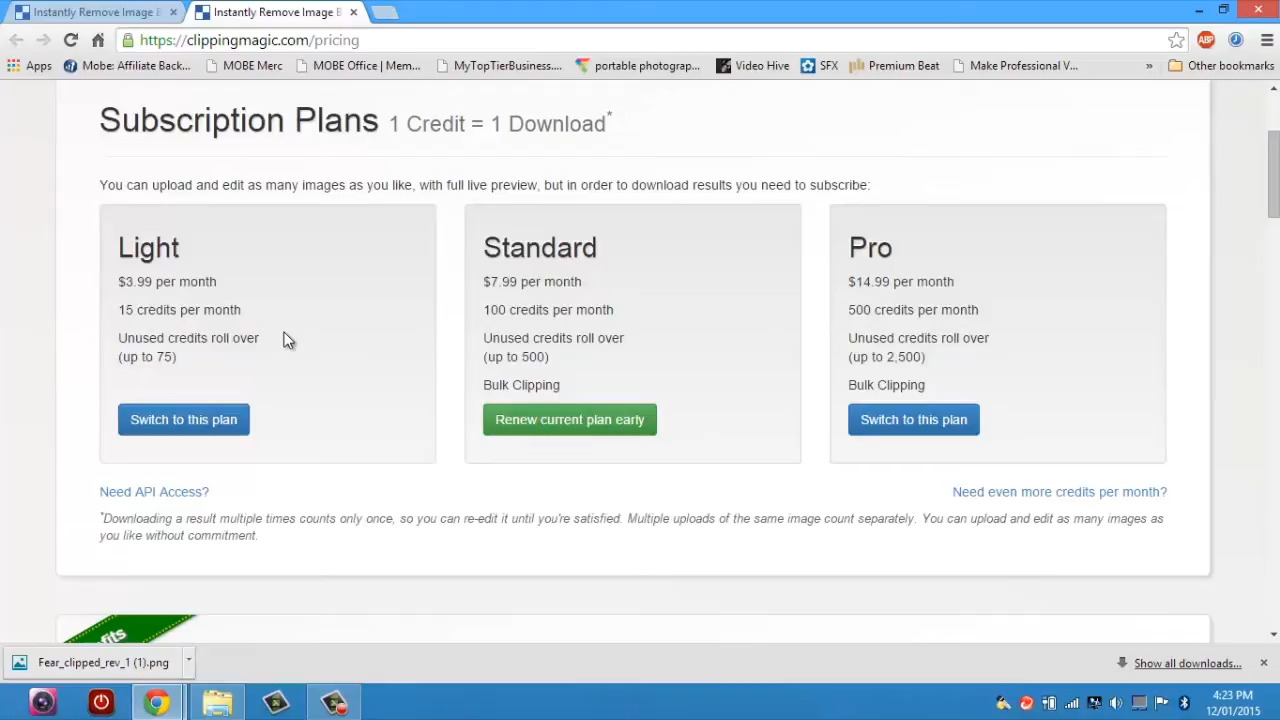 Instantly Remove Image B
Instantly Remove Image B
https://clippingmagic.com/pricing
ABP
Apps
Mobe: Affiliate Back...
MOBE Merc
MOBE Office | Mem...
MyTopTierBusiness....
portable photograp...
Video Hive
SFX
Premium Beat
Make Professional V...
»
Other bookmarks
Subscription Plans 1 Credit = 1 Download*
You can upload and edit as many images as you like, with full live preview, but in order to download results you need to subscribe:
Light
$3.99 per month
15 credits per month
Unused credits roll over
(up to 75)
Switch to this plan
Standard
$7.99 per month
100 credits per month
Unused credits roll over
(up to 500)
Bulk Clipping
Renew current plan early
Pro
$14.99 per month
500 credits per month
Unused credits roll over
(up to 2,500)
Bulk Clipping
Switch to this plan
Need API Access?
Need even more credits per month?
*Downloading a result multiple times counts only once, so you can re-edit it until you're satisfied. Multiple uploads of the same image count separately. You can upload and edit as many images as
you like without commitment.
fits
Fear_clipped_rev_1 (1).png
Show all downloads...
4:23 PM
12/01/2015